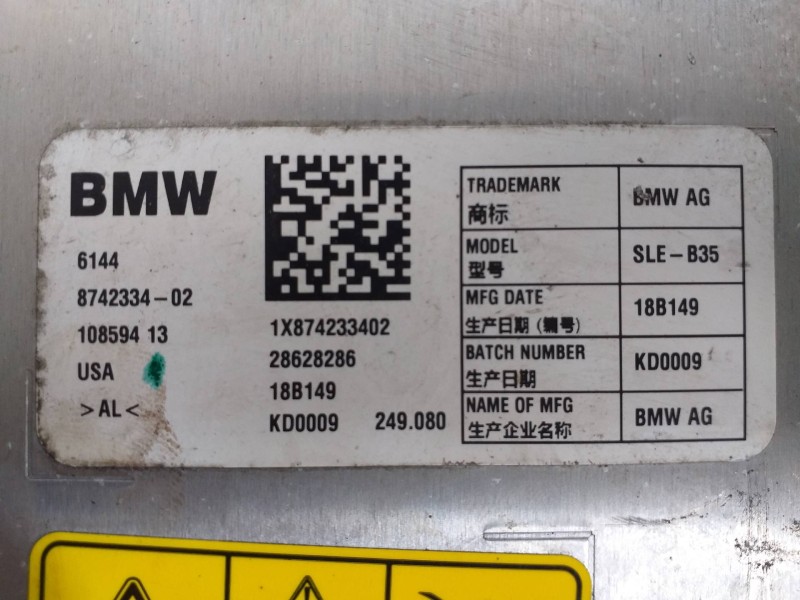 BMW
6144
8742334-02
108594 13
USA
>AL<
1X874233402
28628286
18B149
KD0009 249.080
TRADEMARK BMW AG
商标
MODEL SLE-B35
型号
MFG DATE 18B149
生产日期 (编号)
BATCH NUMBER KD0009
生产日期
NAME OF MFG BMW AG
生产企业名称